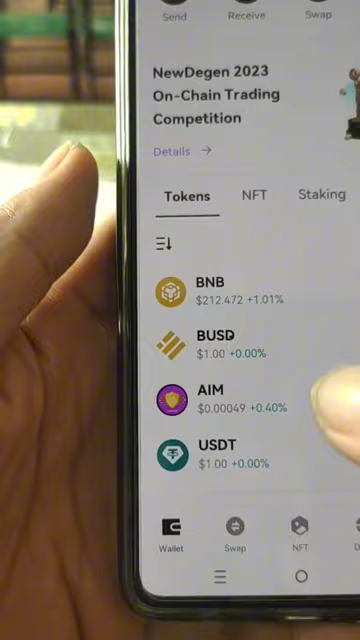 Send Receive Swap
NewDegen 2023
On-Chain Trading
Competition
Details
Tokens NFT Staking
BNB
$212.472 +1.01%
BUSD
$1.00 +0.00%
AIM
$0.00049 +0.40%
USDT
$1.00 +0.00%
Wallet Swap NFT